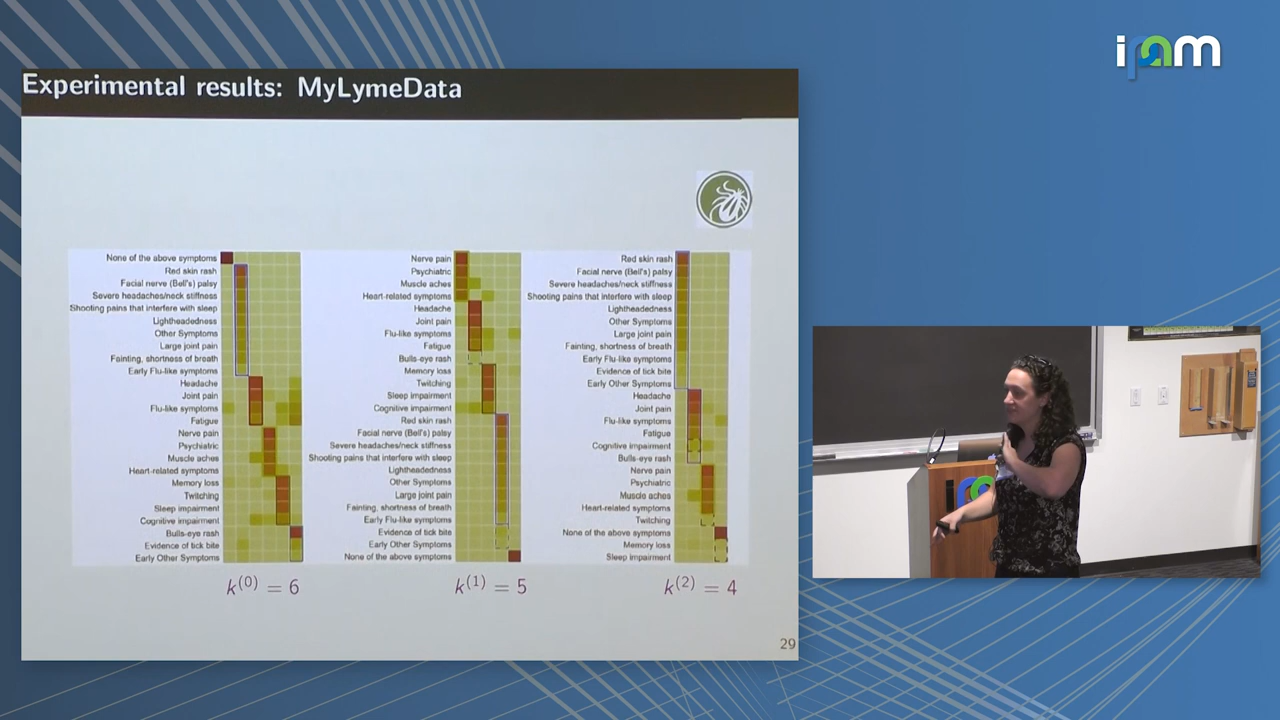 ipam
Experimental results: MyLymeData
None of the above symptoms
Red skin rash
Facial nerve (Bell's) palsy
Severe headaches/neck stiffness
Shooting pains that interfere with sleep
Lightheadedness
Other Symptoms
Large joint pain
Fainting, shortness of breath
Early Flu-like symptoms
Headache
Joint pain
Flu-like symptoms
Fatigue
Nerve pain
Psychiatric
Muscle aches
Heart-related symptoms
Memory loss
Twitching
Sleep impairment
Cognitive impairment
Bulls-eye rash
Evidence of tick bite
Early Other Symptoms
k(0) = 6
Nerve pain
Psychiatric
Muscle aches
Heart-related symptoms
Headache
Joint pain
Flu-like symptoms
Fatigue
Bulls-eye rash
Memory loss
Twitching
Sleep impairment
Cognitive impairment
Red skin rash
Facial nerve (Bell's) palsy
Severe headaches/neck stiffness
Shooting pains that interfere with sleep
Lightheadedness
Other Symptoms
Large joint pain
Fainting, shortness of breath
Early Flu-like symptoms
Evidence of tick bite
Early Other Symptoms
None of the above symptoms
k(1) = 5
Red skin rash
Facial nerve (Bell's) palsy
Severe headaches/neck stiffness
Shooting pains that interfere with sleep
Lightheadedness
Other Symptoms
Large joint pain
Fainting, shortness of breath
Early Flu-like symptoms
Evidence of tick bite
Early Other Symptoms
Headache
Joint pain
Flu-like symptoms
Fatigue
Cognitive impairment
Bulls-eye rash
Nerve pain
Psychiatric
Muscle aches
Heart-related symptoms
Twitching
None of the above symptoms
Memory loss
Sleep impairment
k(2) = 4
29